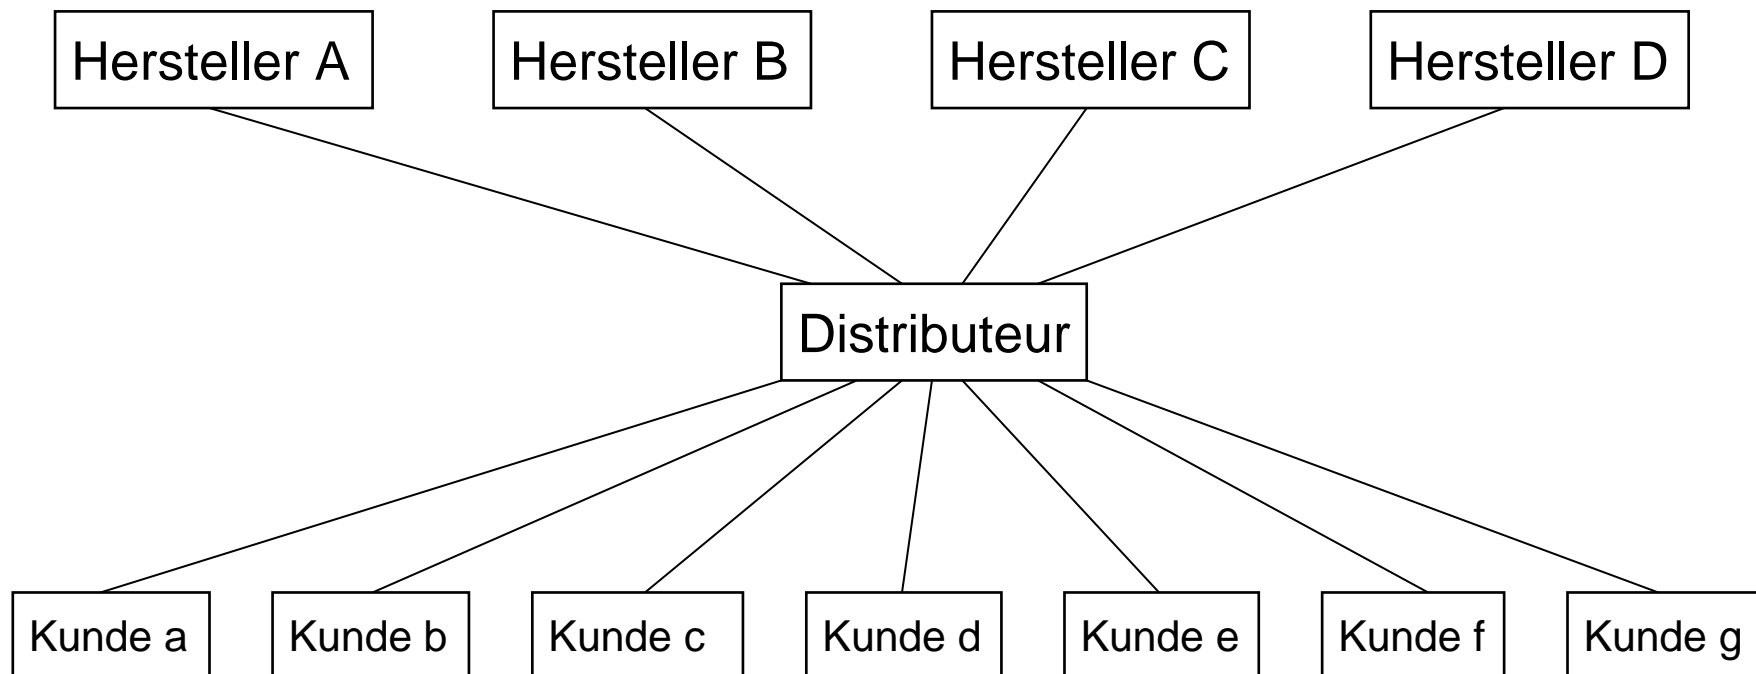 Hersteller A
Hersteller B
Hersteller C
Hersteller D
Distributeur
Kunde a
Kunde b
Kunde c
Kunde d
Kunde e
Kunde f
Kunde g